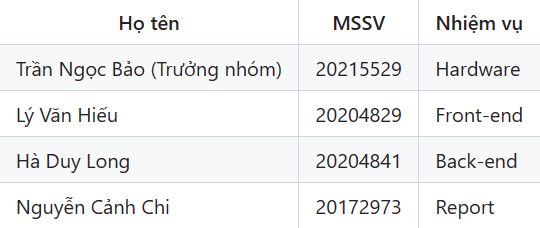 Họ tên MSSV Nhiệm vụ
Trần Ngọc Bảo (Trưởng nhóm) 20215529 Hardware
Lý Văn Hiếu 20204829 Front-end
Hà Duy Long 20204841 Back-end
Nguyễn Cảnh Chi 20172973 Report